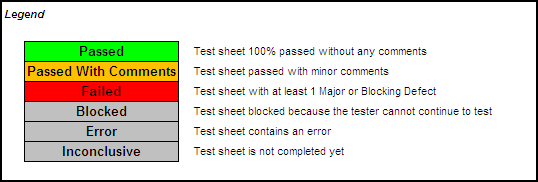 Legend
Passed Test sheet 100% passed without any comments
Passed With Comments Test sheet passed with minor comments
Failed Test sheet with at least 1 Major or Blocking Defect
Blocked Test sheet blocked because the tester cannot continue to test
Error Test sheet contains an error
Inconclusive Test sheet is not completed yet